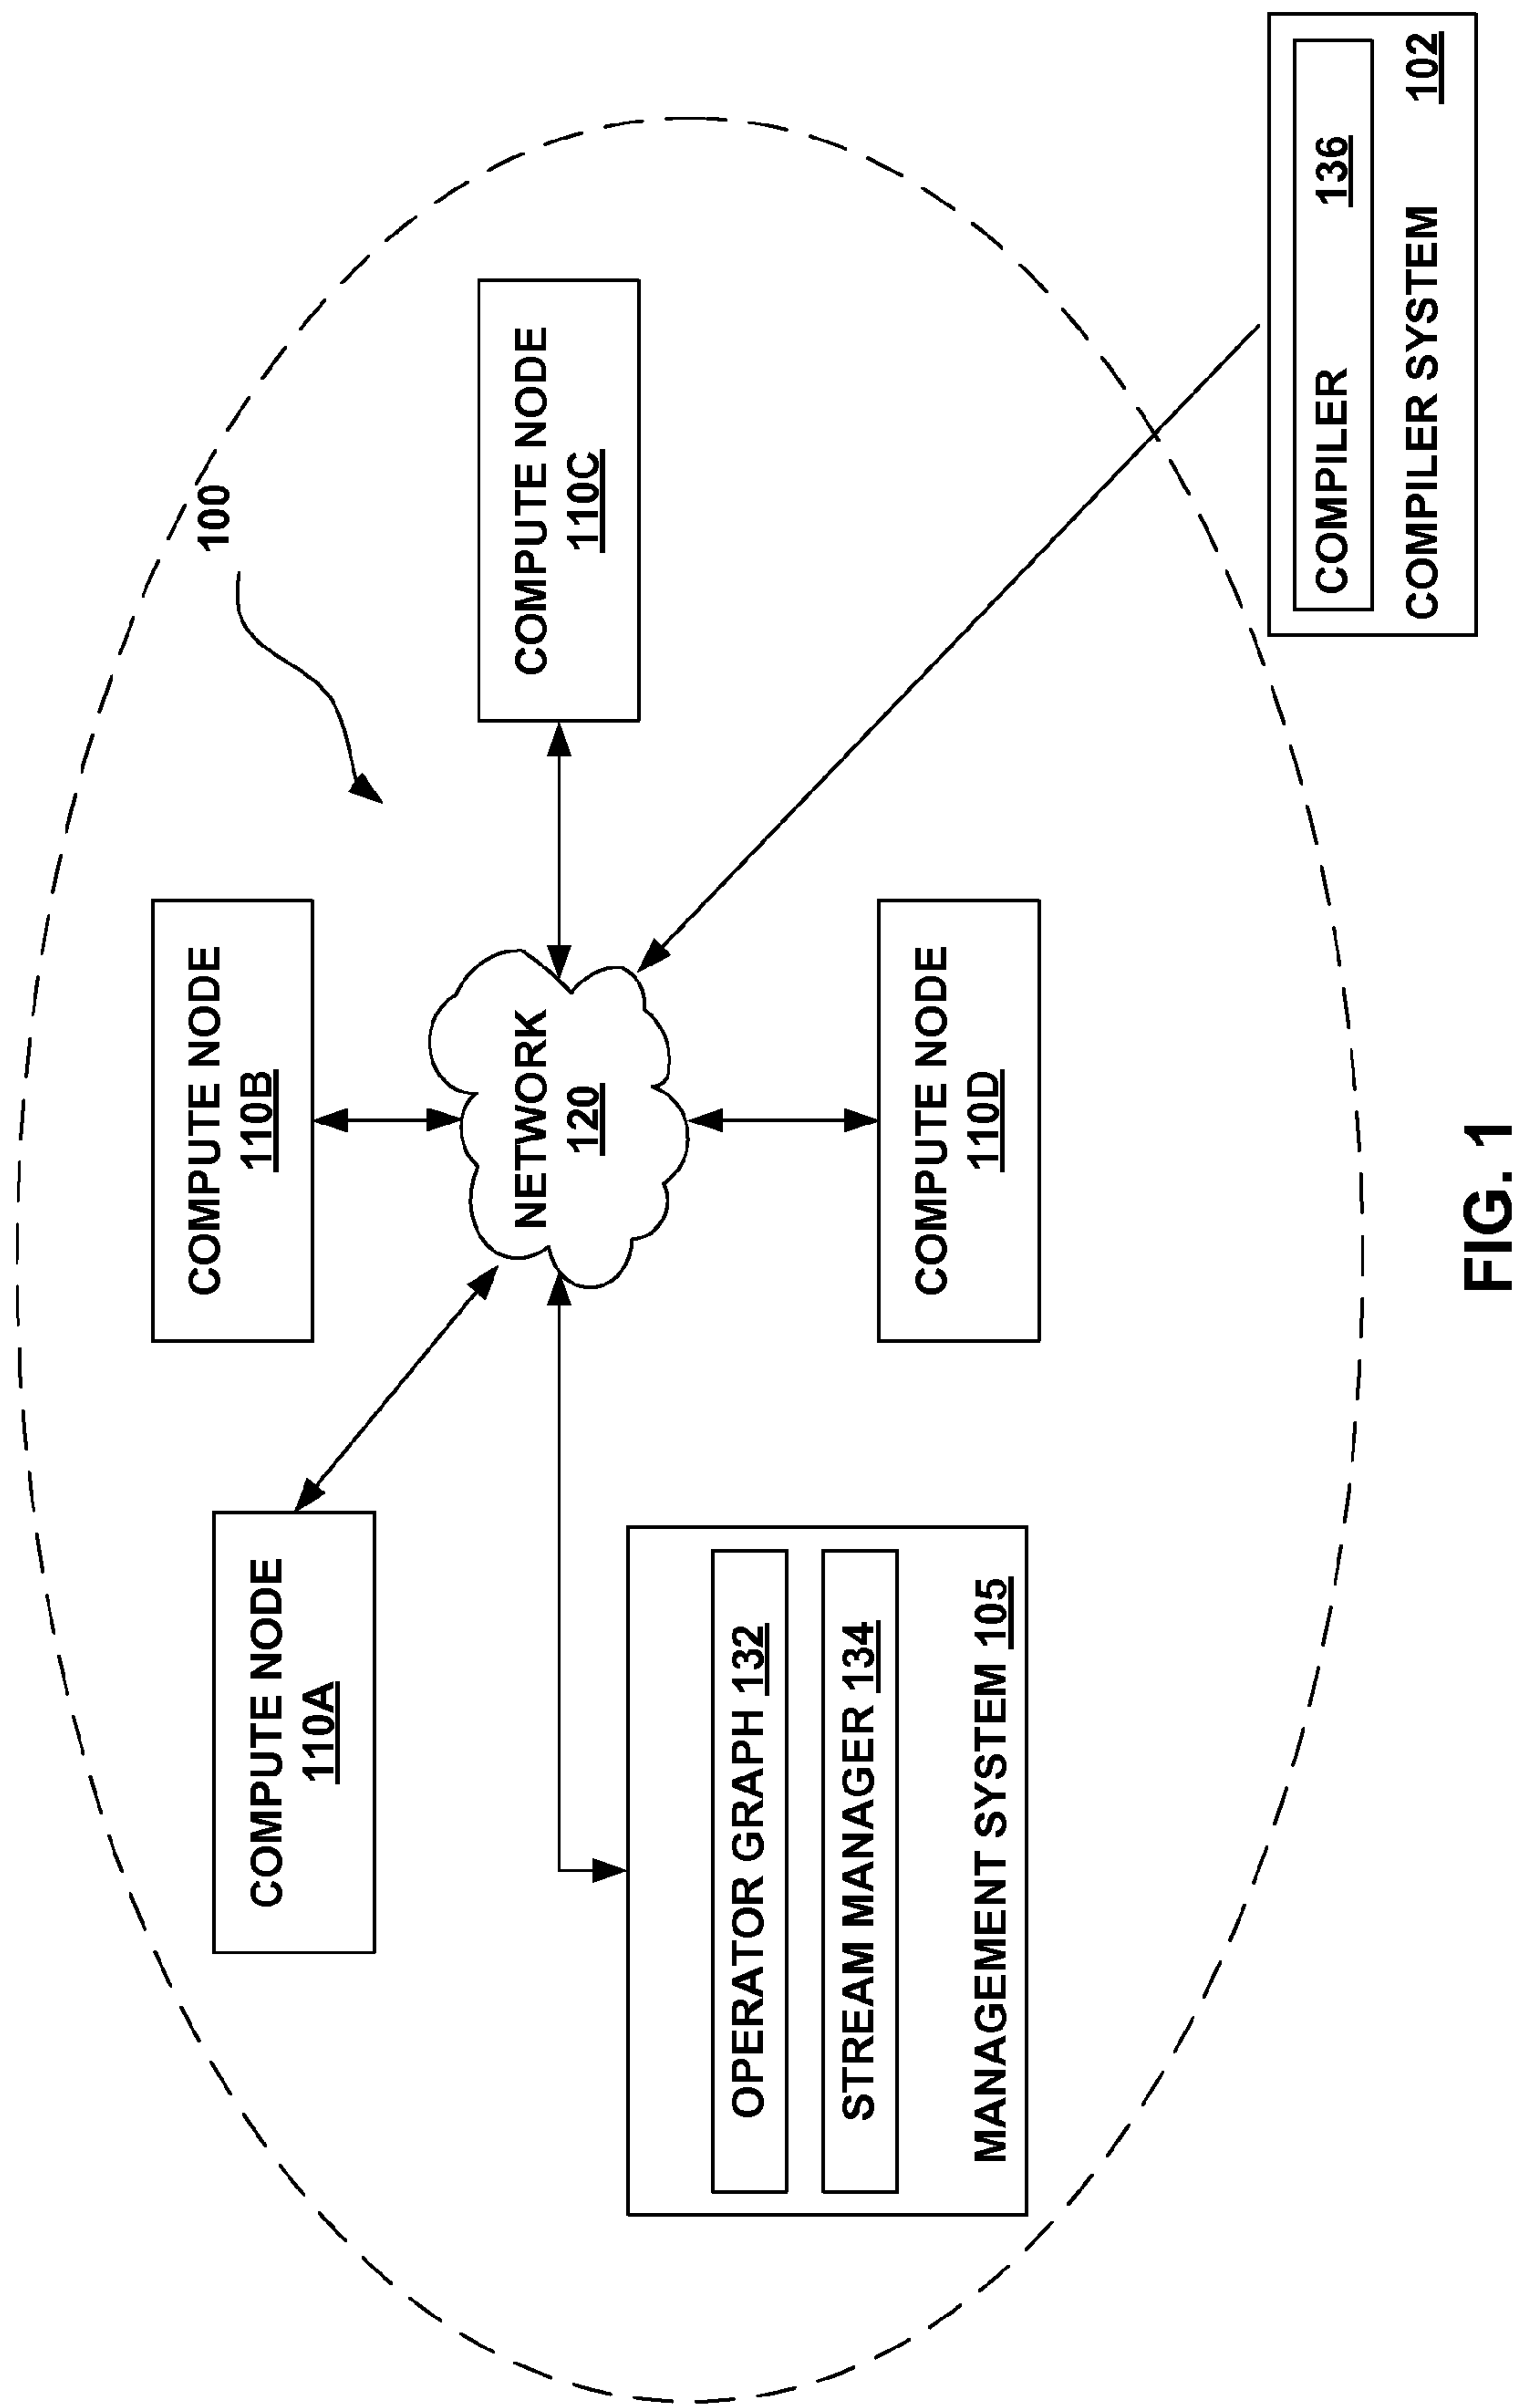 100
COMPUTE NODE
110B
COMPUTE NODE
110A
COMPUTE NODE
110C
NETWORK
120
OPERATOR GRAPH 132
STREAM MANAGER 134
MANAGEMENT SYSTEM 105
COMPUTE NODE
110D
COMPILER 136
COMPILER SYSTEM 102
FIG. 1